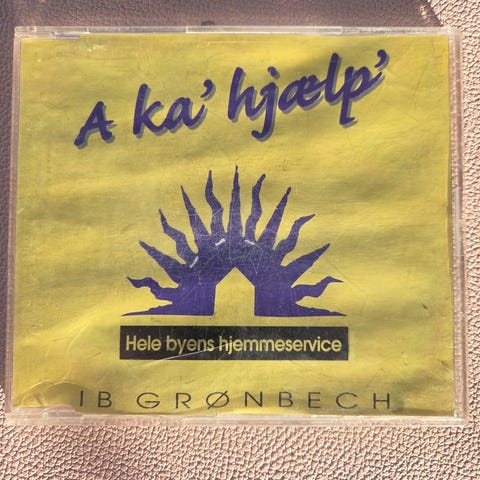 A ka' hjælp'
Hele byens hjemmeservice
IB GRØNBECH